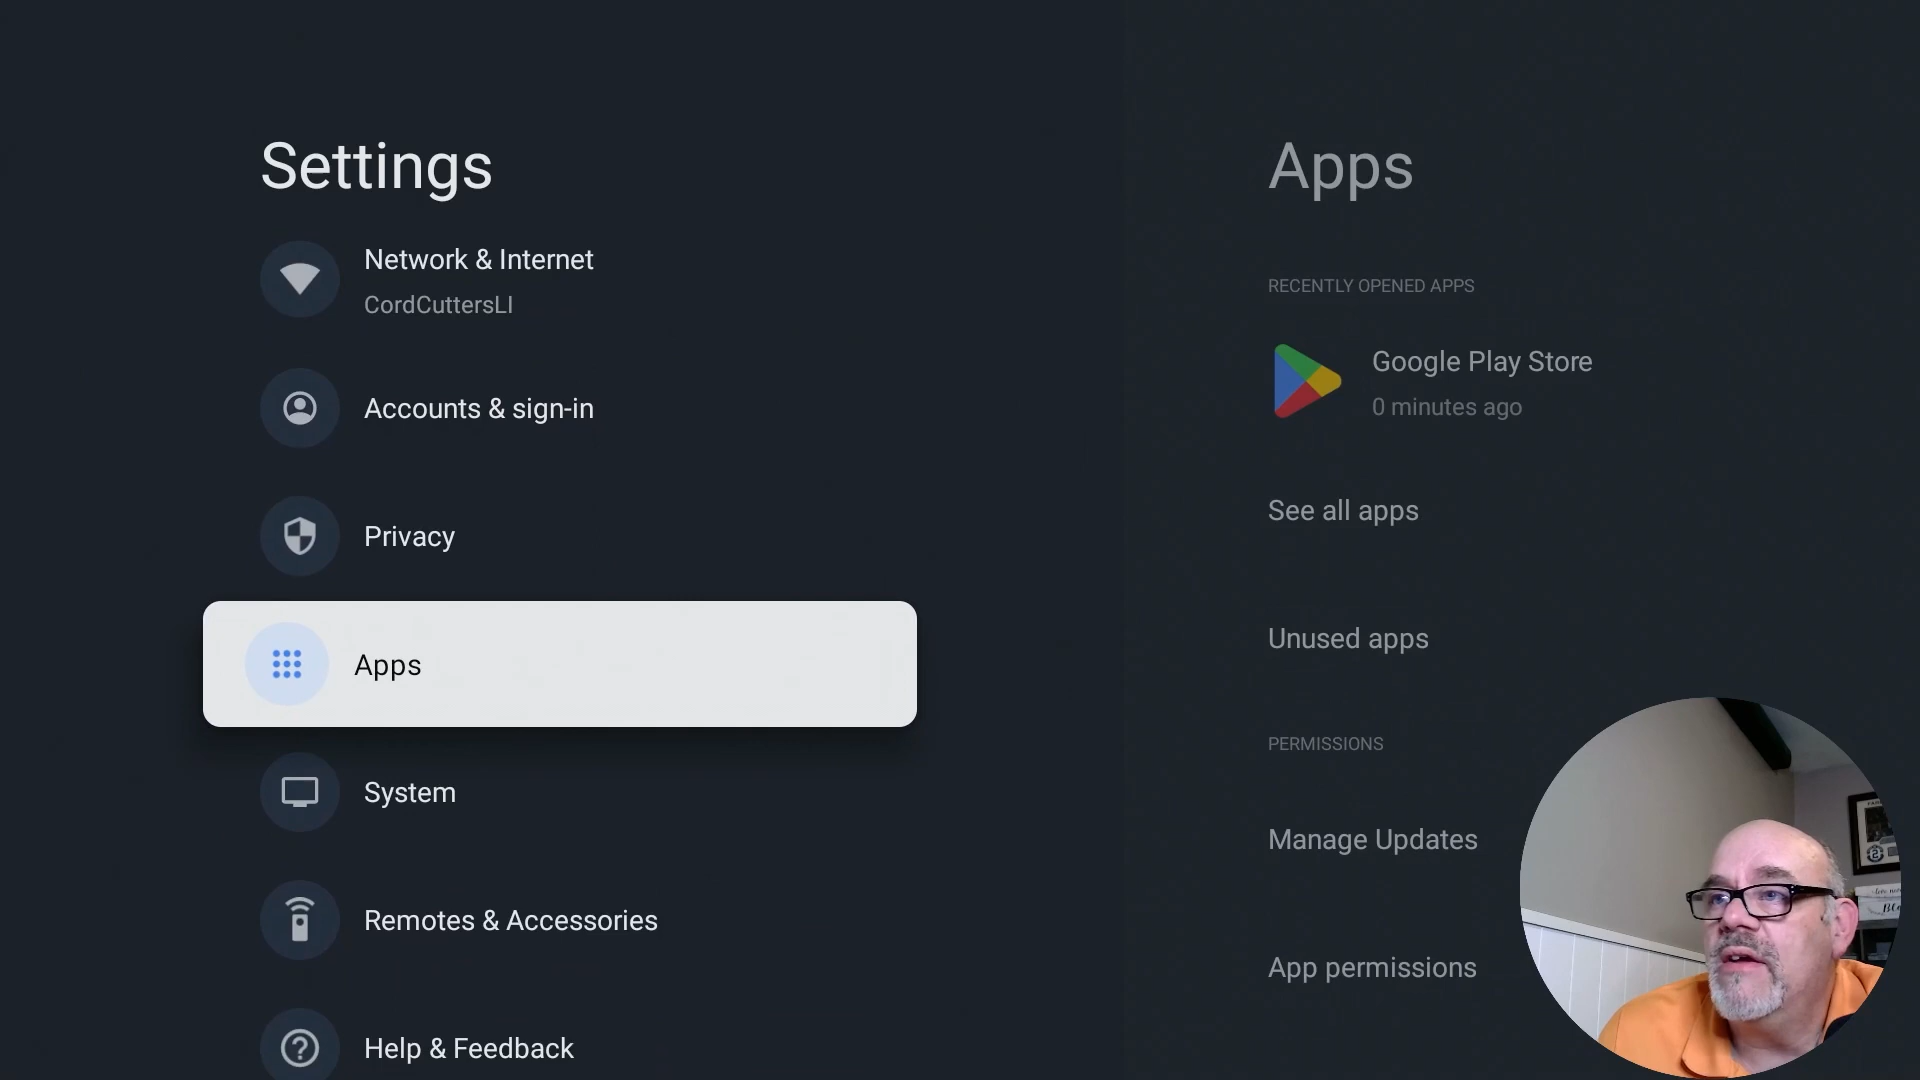 Settings
Network & Internet
CordCuttersLI
Accounts & sign-in
Privacy
Apps
System
Remotes & Accessories
Help & Feedback
Apps
RECENTLY OPENED APPS
Google Play Store
0 minutes ago
See all apps
Unused apps
PERMISSIONS
Manage Updates
App permissions